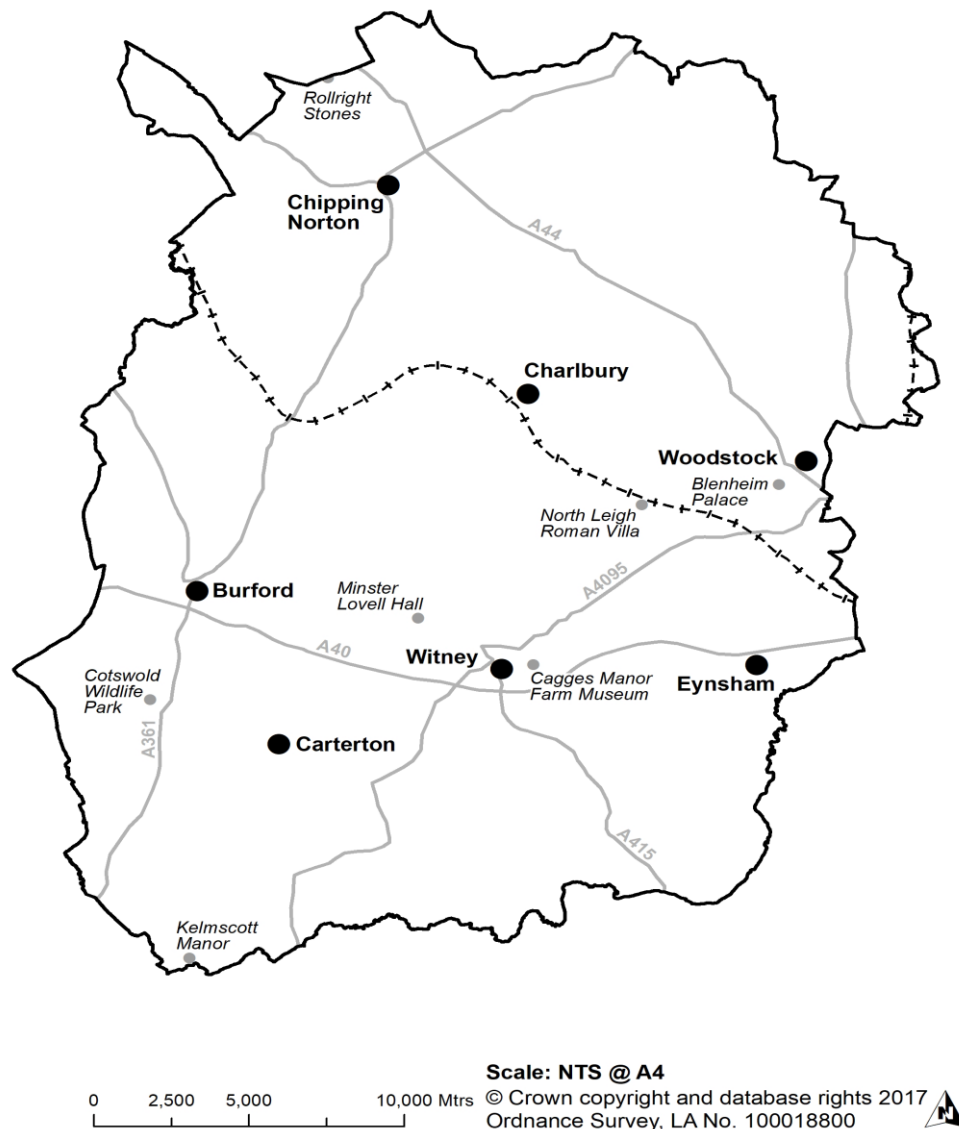 Rollright
Stones
Chipping
Norton
A44
Charlbury
Woodstock
Blenheim
Palace
North Leigh
Roman Villa
A4095
Burford
Minster
Lovell Hall
A40
Witney
Cagges Manor
Farm Museum
Eynsham
Cotswold
Wildlife
Park
A361
Carterton
A415
Kelmscott
Manor
0 2,500 5,000 10,000 Mtrs
Scale: NTS @ A4
© Crown copyright and database rights 2017
Ordnance Survey, LA No. 100018800
N